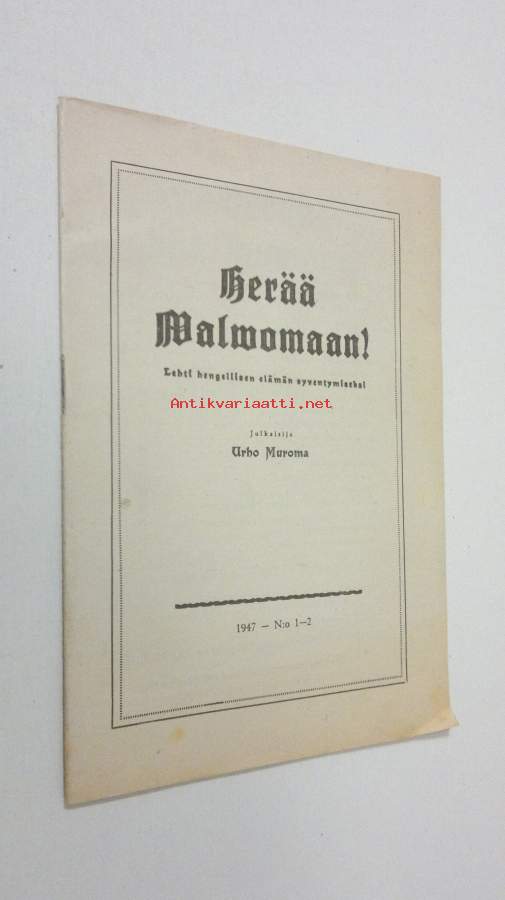 Herää
Walwomaan!
Lehti hengellisen elämän syventymiseksi
Antikvariaatti.net
Julkaisija
Urho Muroma
1947 — N:o 1—2